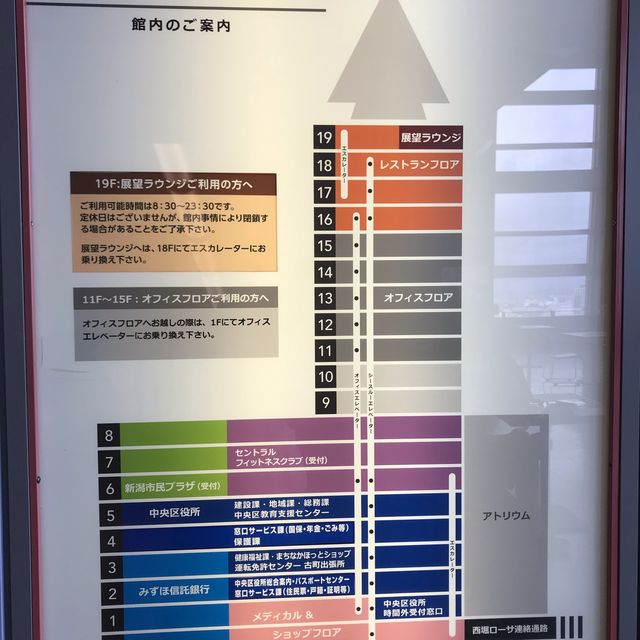 館内のご案内
19 展望ラウンジ
18 レストランフロア
17
16
15
14
13 オフィスフロア
12
11
10
9
エスカレーター
オフィスエレベーター
シースルーエレベーター
19F:展望ラウンジご利用の方へ
ご利用可能時間は8:30~23:30です。
定休日はございませんが、館内事情により閉鎖す
る場合があることをご了承下さい。
展望ラウンジへは、18Fにてエスカレーターにお
乗り換え下さい。
11F~15F:オフィスフロアご利用の方へ
オフィスフロアへお越しの際は、1Fにてオフィス
エレベーターにお乗り換え下さい。
8
7 セントラル
フィットネスクラブ(受付)
6 新潟市民プラザ(受付)
5 中央区役所 建設課・地域課・総務課
中央区教育支援センター
4 窓口サービス課(国保・年金・ごみ等)
保護課
3 健康福祉課・まちなかほっとショップ
運転免許センター 古町出張所
2 みずほ信託銀行 中央区役所総合案内・パスポートセンター
窓口サービス課(住民票・戸籍・証明等)
1 メディカル &
ショップフロア
中央区役所
時間外受付窓口
エスカレーター
アトリウム
西堀ローサ連絡通路